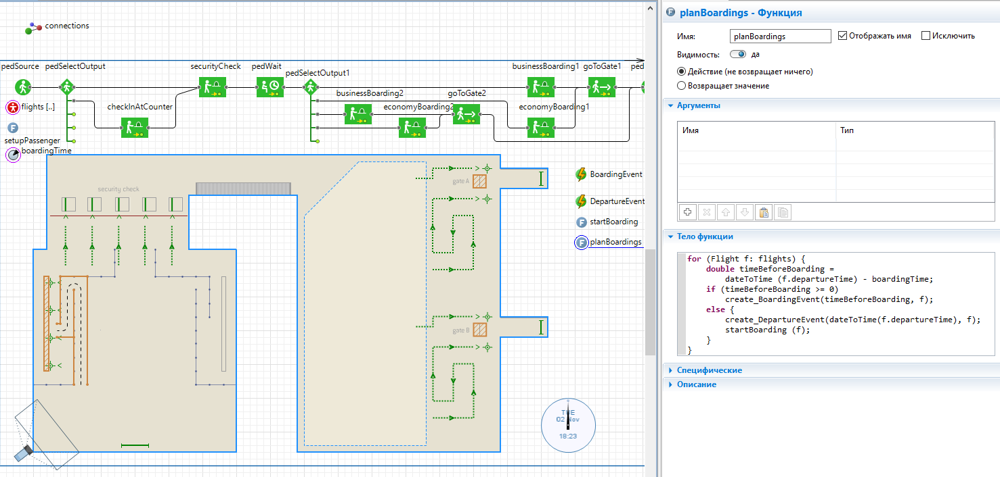 connections
pedSource
pedSelectOutput
securityCheck
pedWait
pedSelectOutput1
businessBoarding1
goToGate1
ped
businessBoarding2
goToGate2
flights [..]
checkInAtCounter
economyBoarding2
economyBoarding1
setupPassenger
boardingTime
security check
gate A
gate B
BoardingEvent
DepartureEvent
startBoarding
planBoardings
TUE
02 Nov
18:23
planBoardings - Функция
Имя:
planBoardings
Отображать имя
Исключить
Видимость:
да
Действие (не возвращает ничего)
Возвращает значение
Аргументы
Имя
Тип
Тело функции
for (Flight f: flights) {
double timeBeforeBoarding =
dateToTime (f.departureTime) - boardingTime;
if (timeBeforeBoarding >= 0)
create_BoardingEvent(timeBeforeBoarding, f);
else {
create_DepartureEvent(dateToTime(f.departureTime), f);
startBoarding (f);
}
}
Специфические
Описание